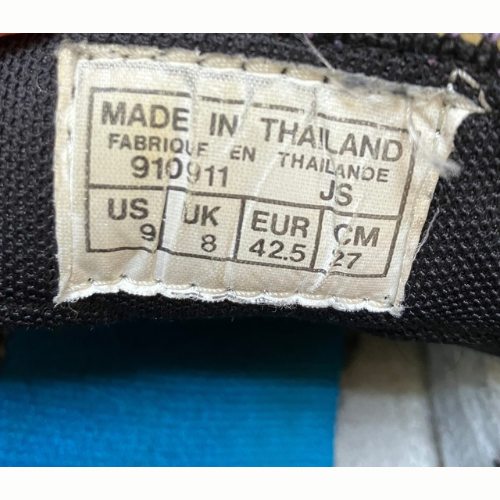 MADE IN THAILAND
FABRIQUE EN THAILANDE
910911 JS
US UK EUR CM
9 8 42.5 27